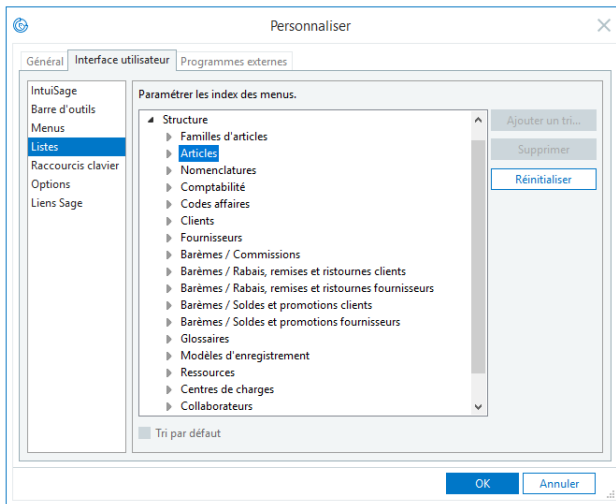 Personnaliser
Général
Interface utilisateur
Programmes externes
IntuiSage
Barre d'outils
Menus
Listes
Raccourcis clavier
Options
Liens Sage
Paramétrer les index des menus.
Structure
Familles d'articles
Articles
Nomenclatures
Comptabilité
Codes affaires
Clients
Fournisseurs
Barèmes / Commissions
Barèmes / Rabais, remises et ristournes clients
Barèmes / Rabais, remises et ristournes fournisseurs
Barèmes / Soldes et promotions clients
Barèmes / Soldes et promotions fournisseurs
Glossaires
Modèles d'enregistrement
Ressources
Centres de charges
Collaborateurs
Tri par défaut
Ajouter un tri...
Supprimer
Réinitialiser
OK
Annuler